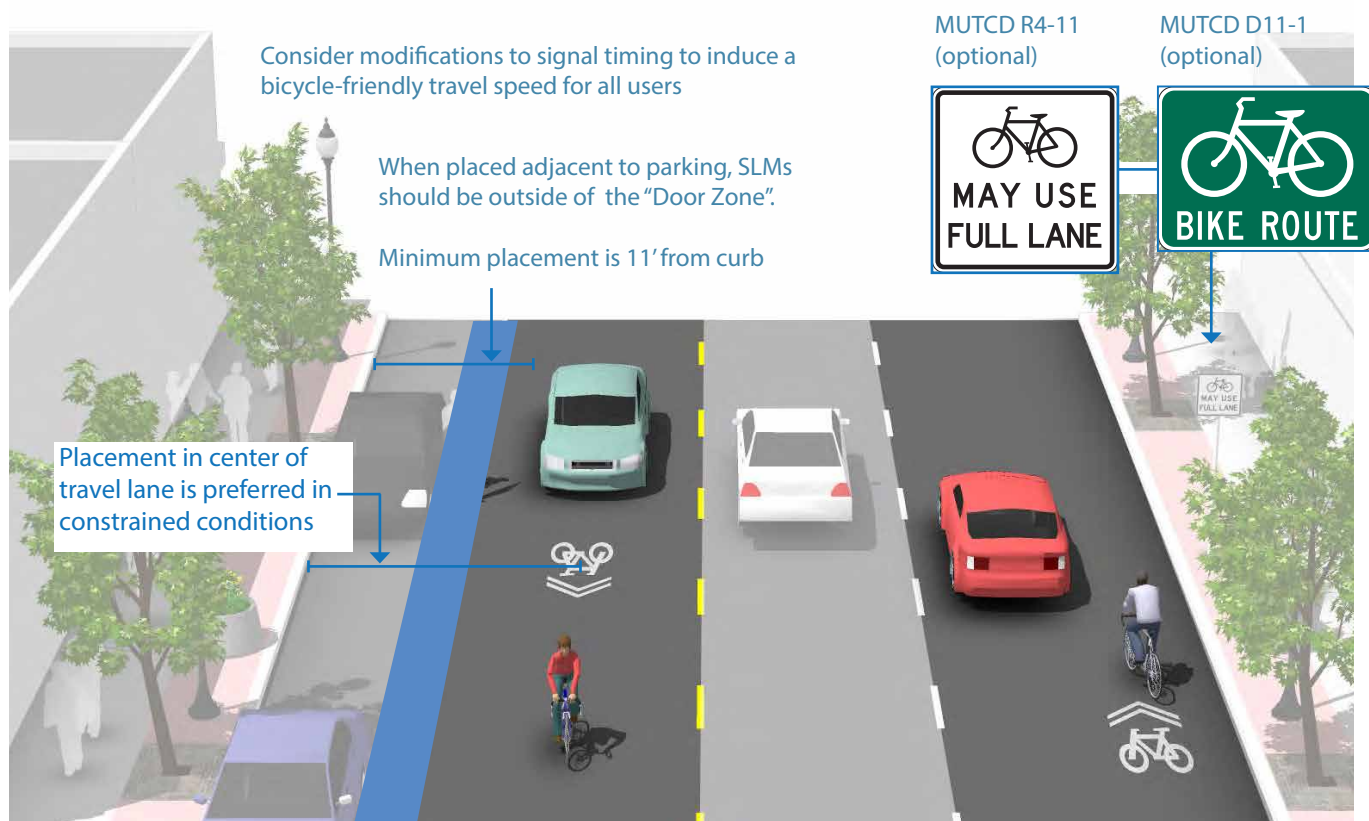 Consider modifications to signal timing to induce a
bicycle-friendly travel speed for all users
MUTCD R4-11
(optional)
MUTCD D11-1
(optional)
MAY USE
FULL LANE
BIKE ROUTE
When placed adjacent to parking, SLMs
should be outside of the “Door Zone”.
Minimum placement is 11’ from curb
MAY USE
FULL LANE
Placement in center of
travel lane is preferred in
constrained conditions